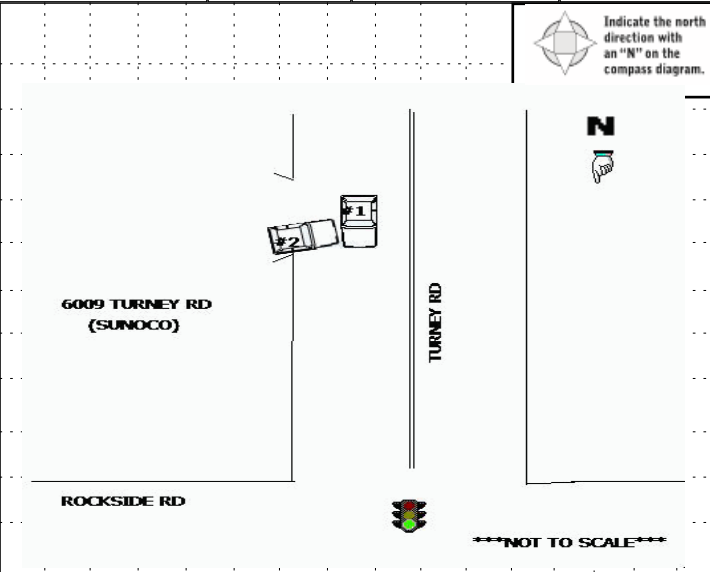 Indicate the north
direction with
an “N” on the
compass diagram.
N
#1
#2
6009 TURNEY RD
(SUNOCO)
TURNEY RD
ROCKSIDE RD
***NOT TO SCALE***